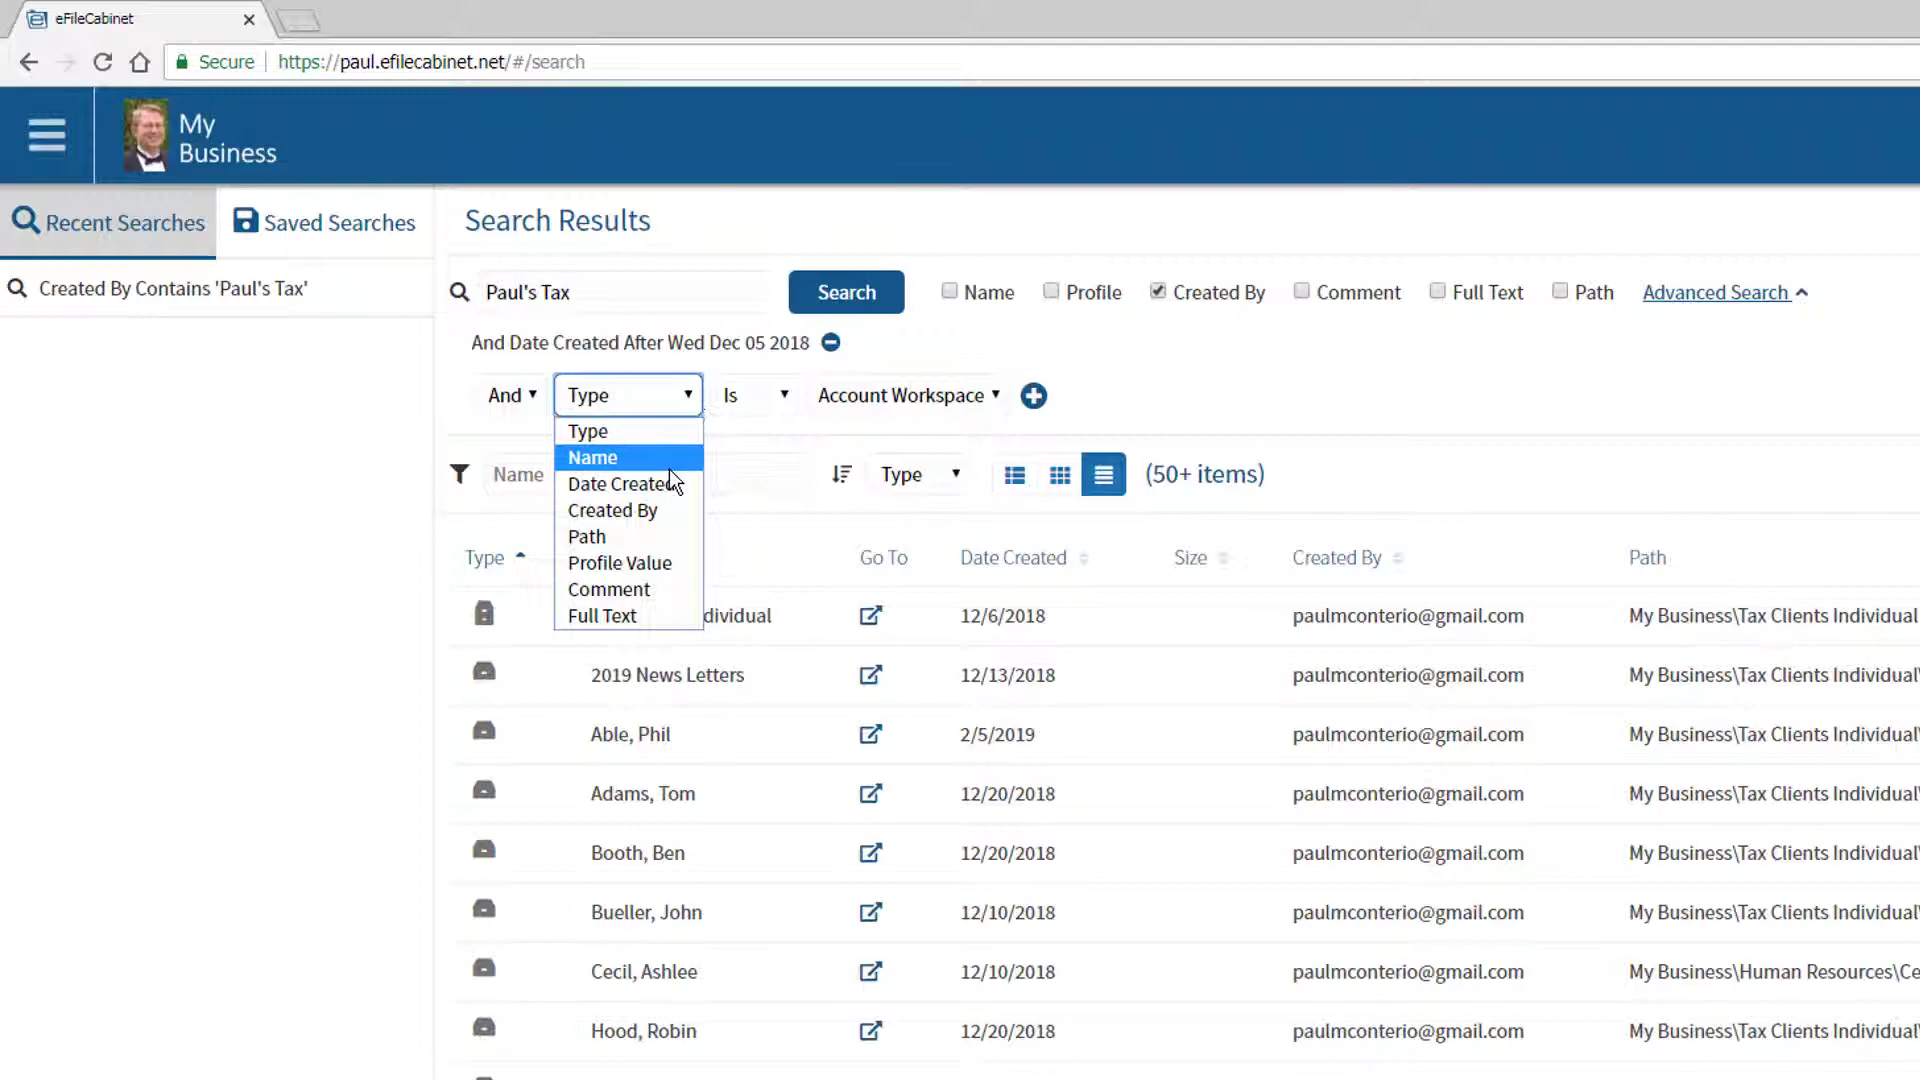 eFileCabinet
Secure https://paul.efilecabinet.net/#/search
My
Business
Recent Searches
Saved Searches
Created By Contains 'Paul's Tax'
Search Results
Paul's Tax Search Name Profile Created By Comment Full Text Path Advanced Search
And Date Created After Wed Dec 05 2018
And Type Is Account Workspace
Type
Name
Date Created
Created By
Path
Profile Value
Comment
Full Text
Name Type (50+ items)
Type Go To Date Created Size Created By Path
dividual 12/6/2018 paulmconterio@gmail.com My Business\Tax Clients Individual
2019 News Letters 12/13/2018 paulmconterio@gmail.com My Business\Tax Clients Individual\
Able, Phil 2/5/2019 paulmconterio@gmail.com My Business\Tax Clients Individual\
Adams, Tom 12/20/2018 paulmconterio@gmail.com My Business\Tax Clients Individual\
Booth, Ben 12/20/2018 paulmconterio@gmail.com My Business\Tax Clients Individual\
Bueller, John 12/10/2018 paulmconterio@gmail.com My Business\Tax Clients Individual\
Cecil, Ashlee 12/10/2018 paulmconterio@gmail.com My Business\Human Resources\Ce
Hood, Robin 12/20/2018 paulmconterio@gmail.com My Business\Tax Clients Individual\